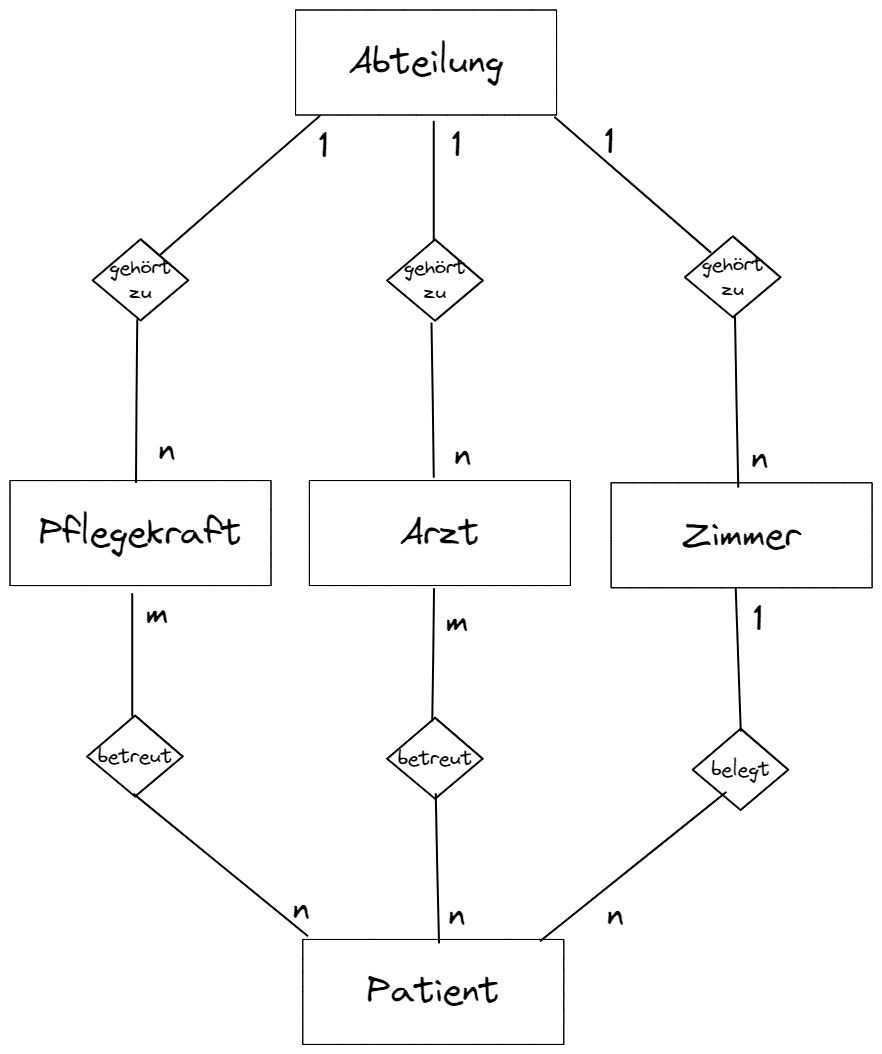 Abteilung
1
1
1
gehört
zu
gehört
zu
gehört
zu
n
n
n
Pflegekraft
Arzt
Zimmer
m
m
1
betreut
betreut
belegt
n
n
n
Patient